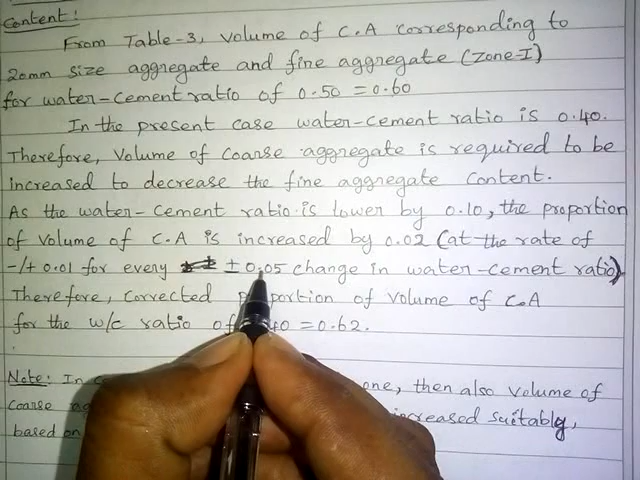 Content:
From Table-3, Volume of C.A corresponding to
20mm size aggregate and fine aggregate (Zone-I)
for water-cement ratio of 0.50 = 0.60
In the present case water-cement ratio is 0.40.
Therefore, Volume of Coarse aggregate is required to be
increased to decrease the fine aggregate Content.
As the water-cement ratio is lower by 0.10, the proportion
of volume of C.A is increased by 0.02 (at the rate of
-/+ 0.01 for every ± 0.05 change in water-cement ratio)
Therefore, Corrected portion of volume of C.A
for the w/c ratio of 40 = 0.62.
Note: In one, then also volume of
Coarse increased suitably,
based on